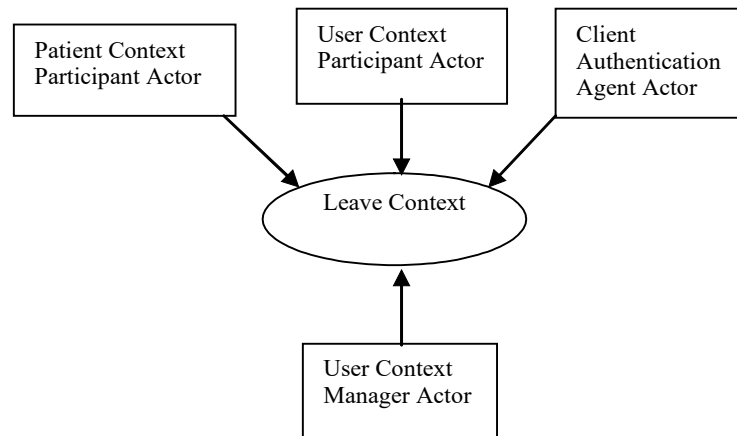 Patient Context
Participant Actor
User Context
Participant Actor
Client
Authentication
Agent Actor
Leave Context
User Context
Manager Actor